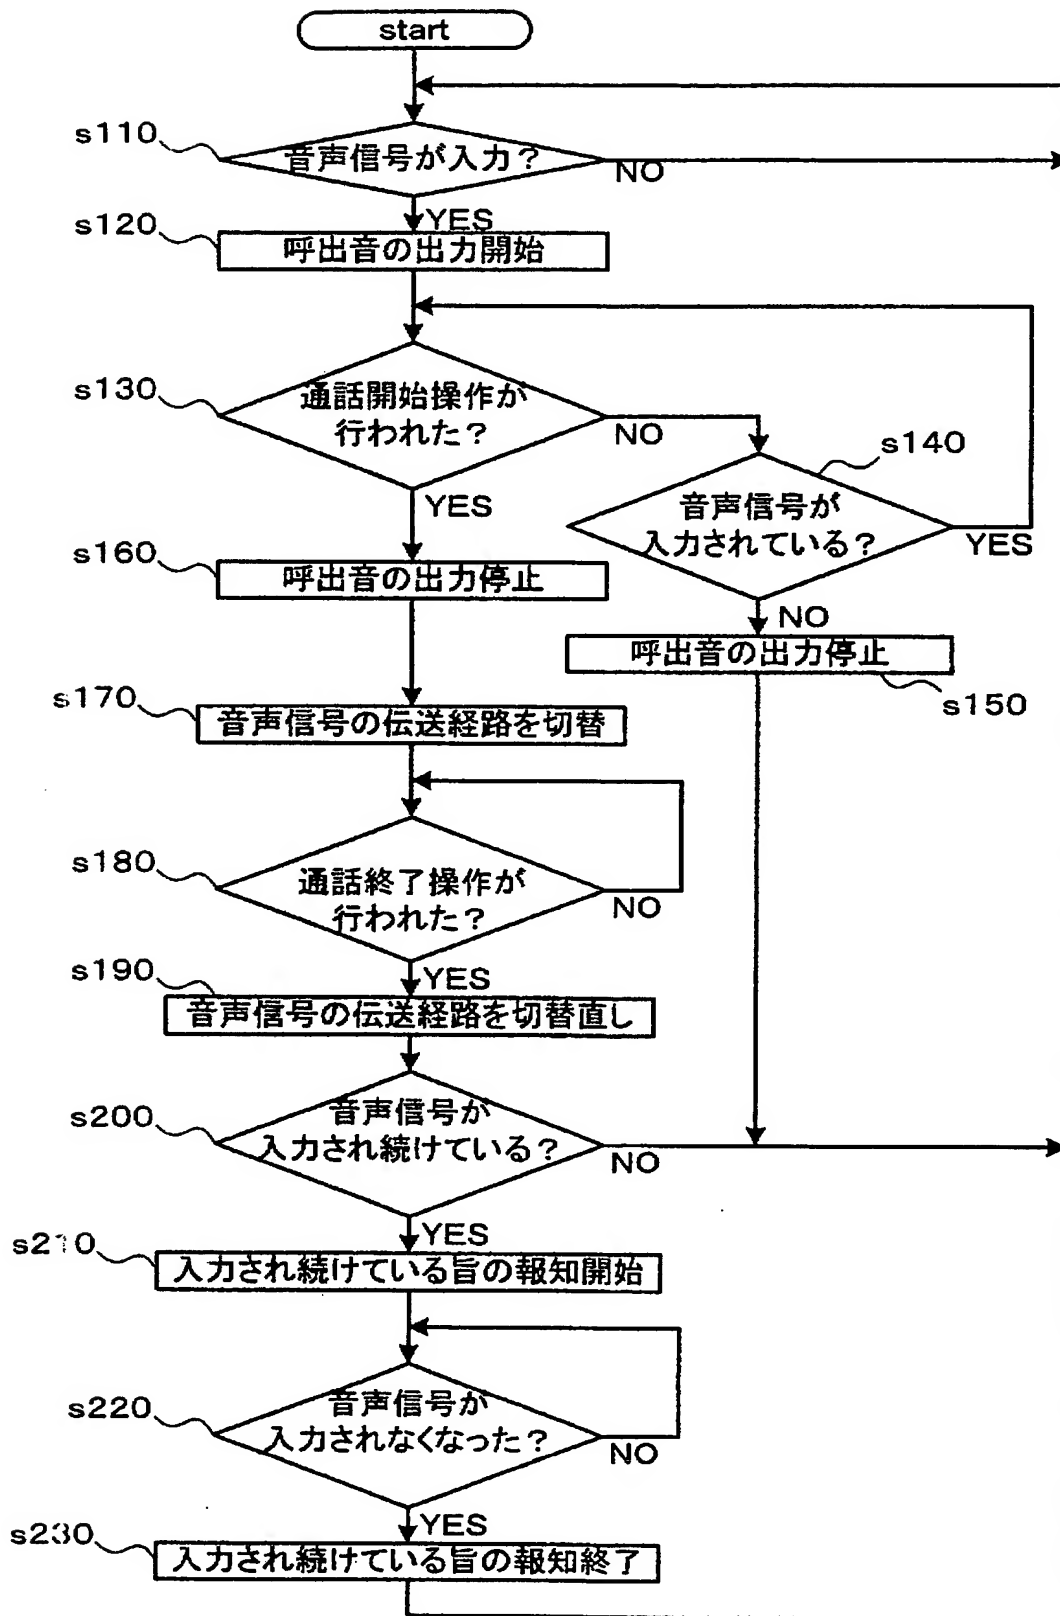 start
s110
音声信号が入力？
NO
YES
s120
呼出音の出力開始
s130
通話開始操作が
行われた？
NO
YES
s140
音声信号が
入力されている？
YES
NO
s160
呼出音の出力停止
呼出音の出力停止
s150
s170
音声信号の伝送経路を切替
s180
通話終了操作が
行われた？
NO
YES
s190
音声信号の伝送経路を切替直し
s200
音声信号が
入力され続けている？
NO
YES
s210
入力され続けている旨の報知開始
s220
音声信号が
入力されなくなった？
NO
YES
s230
入力され続けている旨の報知終了